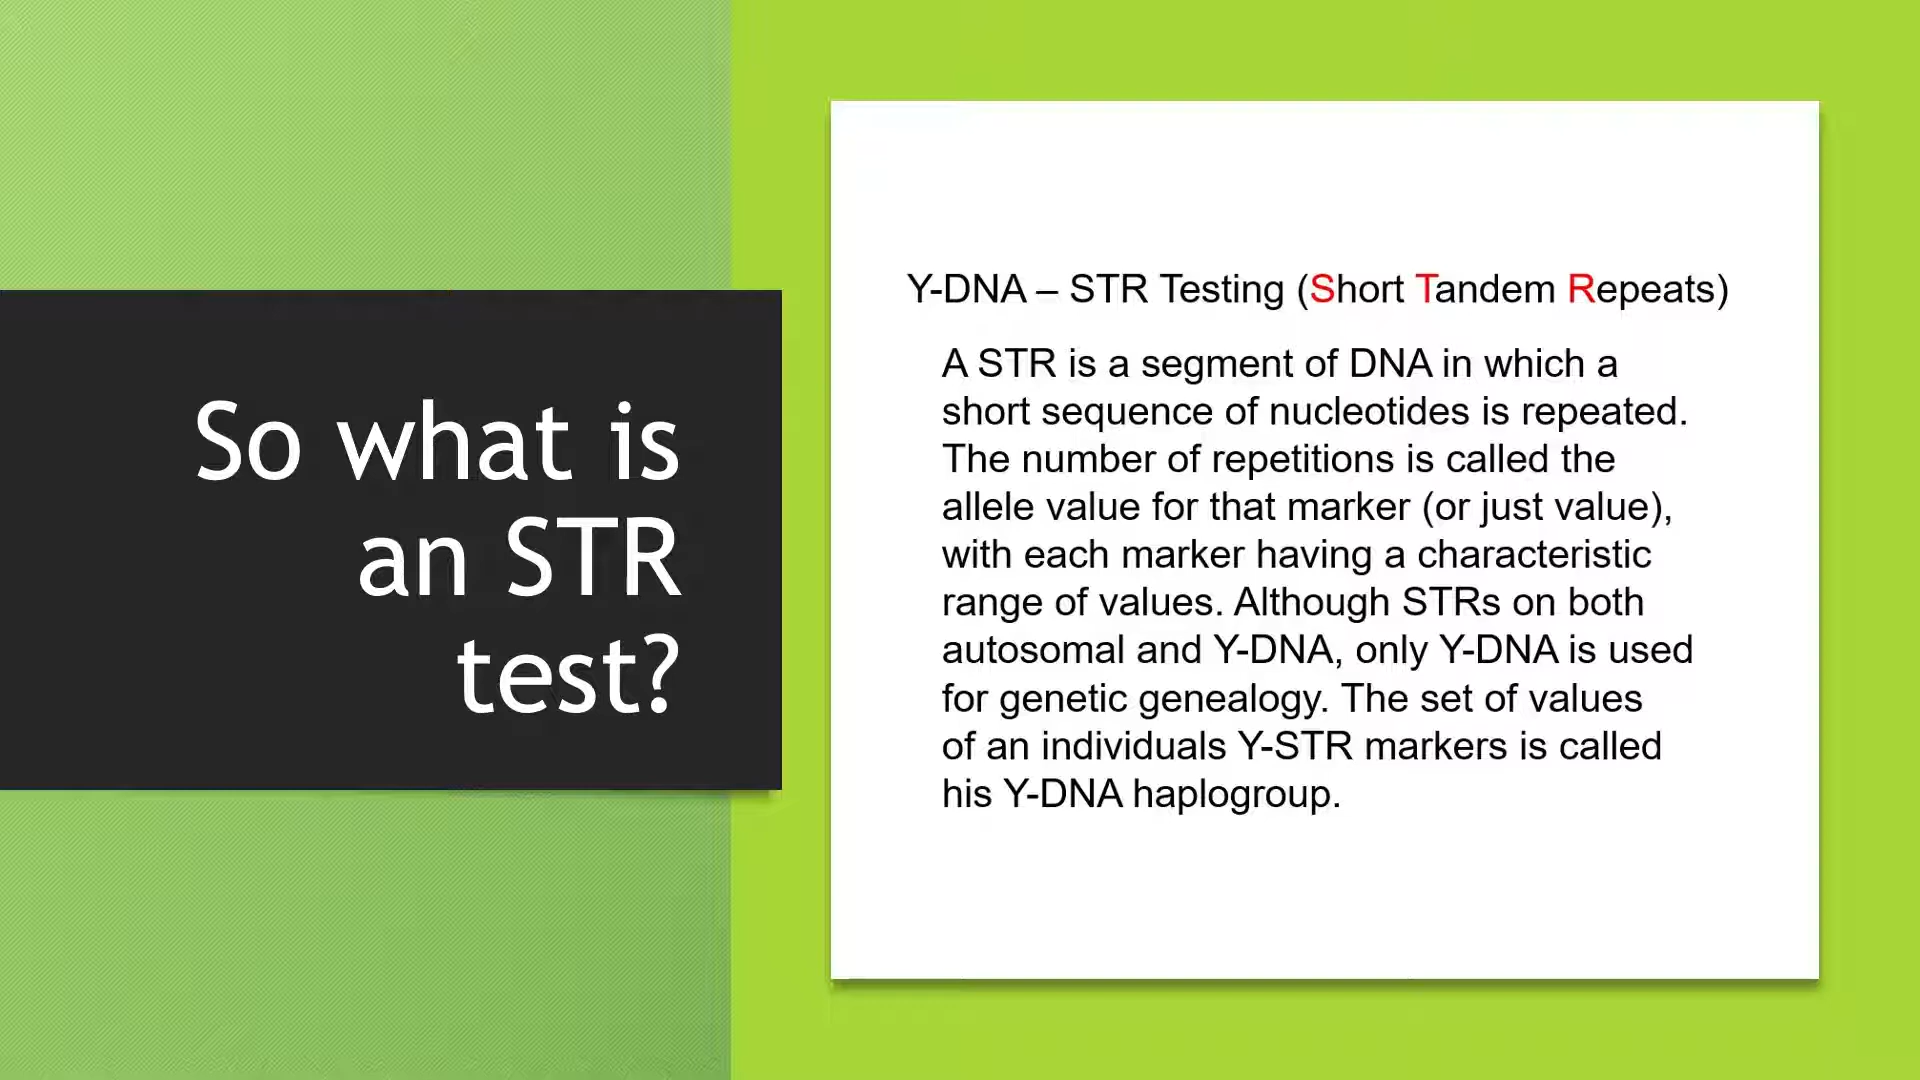 So what is
an STR
test?
Y-DNA – STR Testing (Short Tandem Repeats)
A STR is a segment of DNA in which a
short sequence of nucleotides is repeated.
The number of repetitions is called the
allele value for that marker (or just value),
with each marker having a characteristic
range of values. Although STRs on both
autosomal and Y-DNA, only Y-DNA is used
for genetic genealogy. The set of values
of an individuals Y-STR markers is called
his Y-DNA haplogroup.